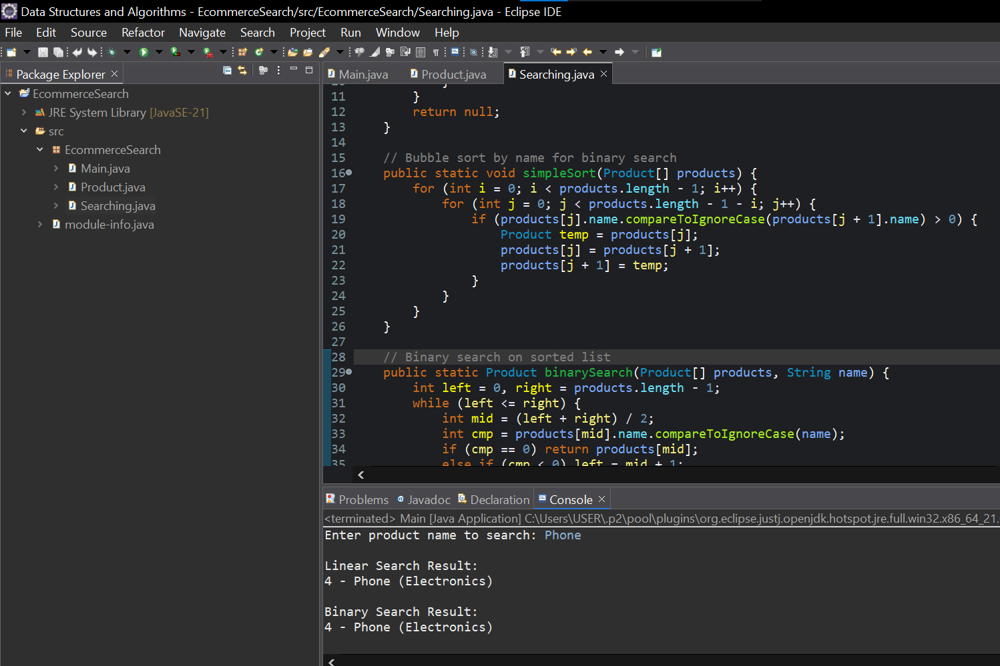 Data Structures and Algorithms - EcommerceSearch/src/EcommerceSearch/Searching.java - Eclipse IDE
File Edit Source Refactor Navigate Search Project Run Window Help
Package Explorer
EcommerceSearch
JRE System Library [JavaSE-21]
src
EcommerceSearch
Main.java
Product.java
Searching.java
module-info.java
Main.java Product.java Searching.java
10 }
11 }
12 return null;
13 }
14
15 // Bubble sort by name for binary search
16 public static void simpleSort(Product[] products) {
17 for (int i = 0; i < products.length - 1; i++) {
18 for (int j = 0; j < products.length - 1 - i; j++) {
19 if (products[j].name.compareToIgnoreCase(products[j + 1].name) > 0) {
20 Product temp = products[j];
21 products[j] = products[j + 1];
22 products[j + 1] = temp;
23 }
24 }
25 }
26 }
27
28 // Binary search on sorted list
29 public static Product binarySearch(Product[] products, String name) {
30 int left = 0, right = products.length - 1;
31 while (left <= right) {
32 int mid = (left + right) / 2;
33 int cmp = products[mid].name.compareToIgnoreCase(name);
34 if (cmp == 0) return products[mid];
35 else if (cmp < 0) left = mid + 1;
Problems @ Javadoc Declaration Console
<terminated> Main [Java Application] C:\Users\USER\.p2\pool\plugins\org.eclipse.justj.openjdk.hotspot.jre.full.win32.x86_64_21.
Enter product name to search: Phone
Linear Search Result:
4 - Phone (Electronics)
Binary Search Result:
4 - Phone (Electronics)